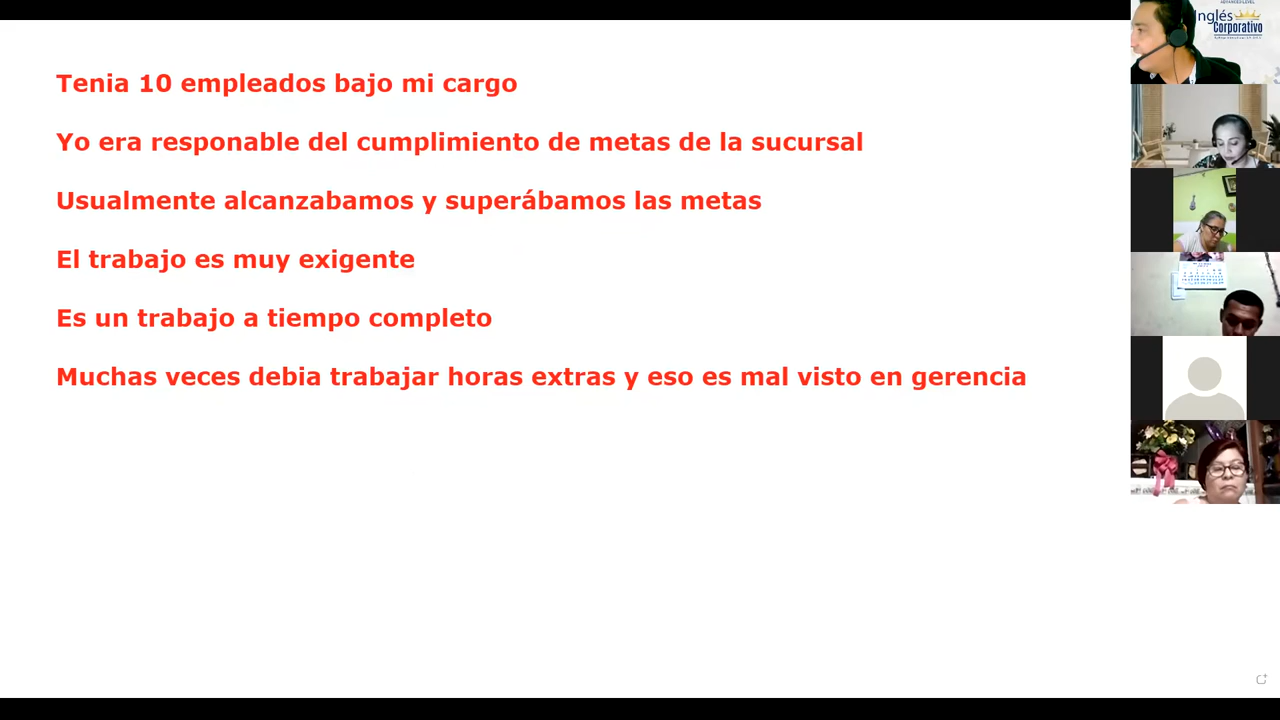 Tenia 10 empleados bajo mi cargo
Yo era responable del cumplimiento de metas de la sucursal
Usualmente alcanzabamos y superábamos las metas
El trabajo es muy exigente
Es un trabajo a tiempo completo
Muchas veces debia trabajar horas extras y eso es mal visto en gerencia
Inglés
Corporativo